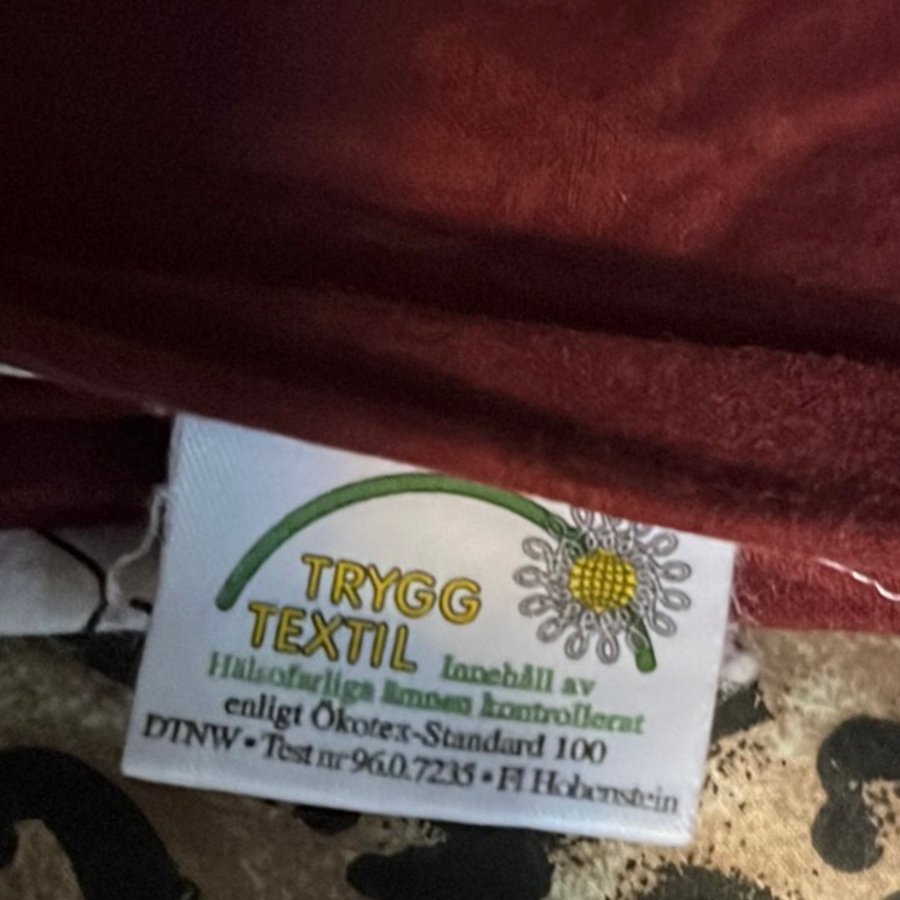 TRYGG
TEXTIL
Innehåll av
Hälsofarliga ämnen kontrollerat
enligt Ökotex-Standard 100
DTNW • Test nr 96.0.7235 • FI Hohenstein